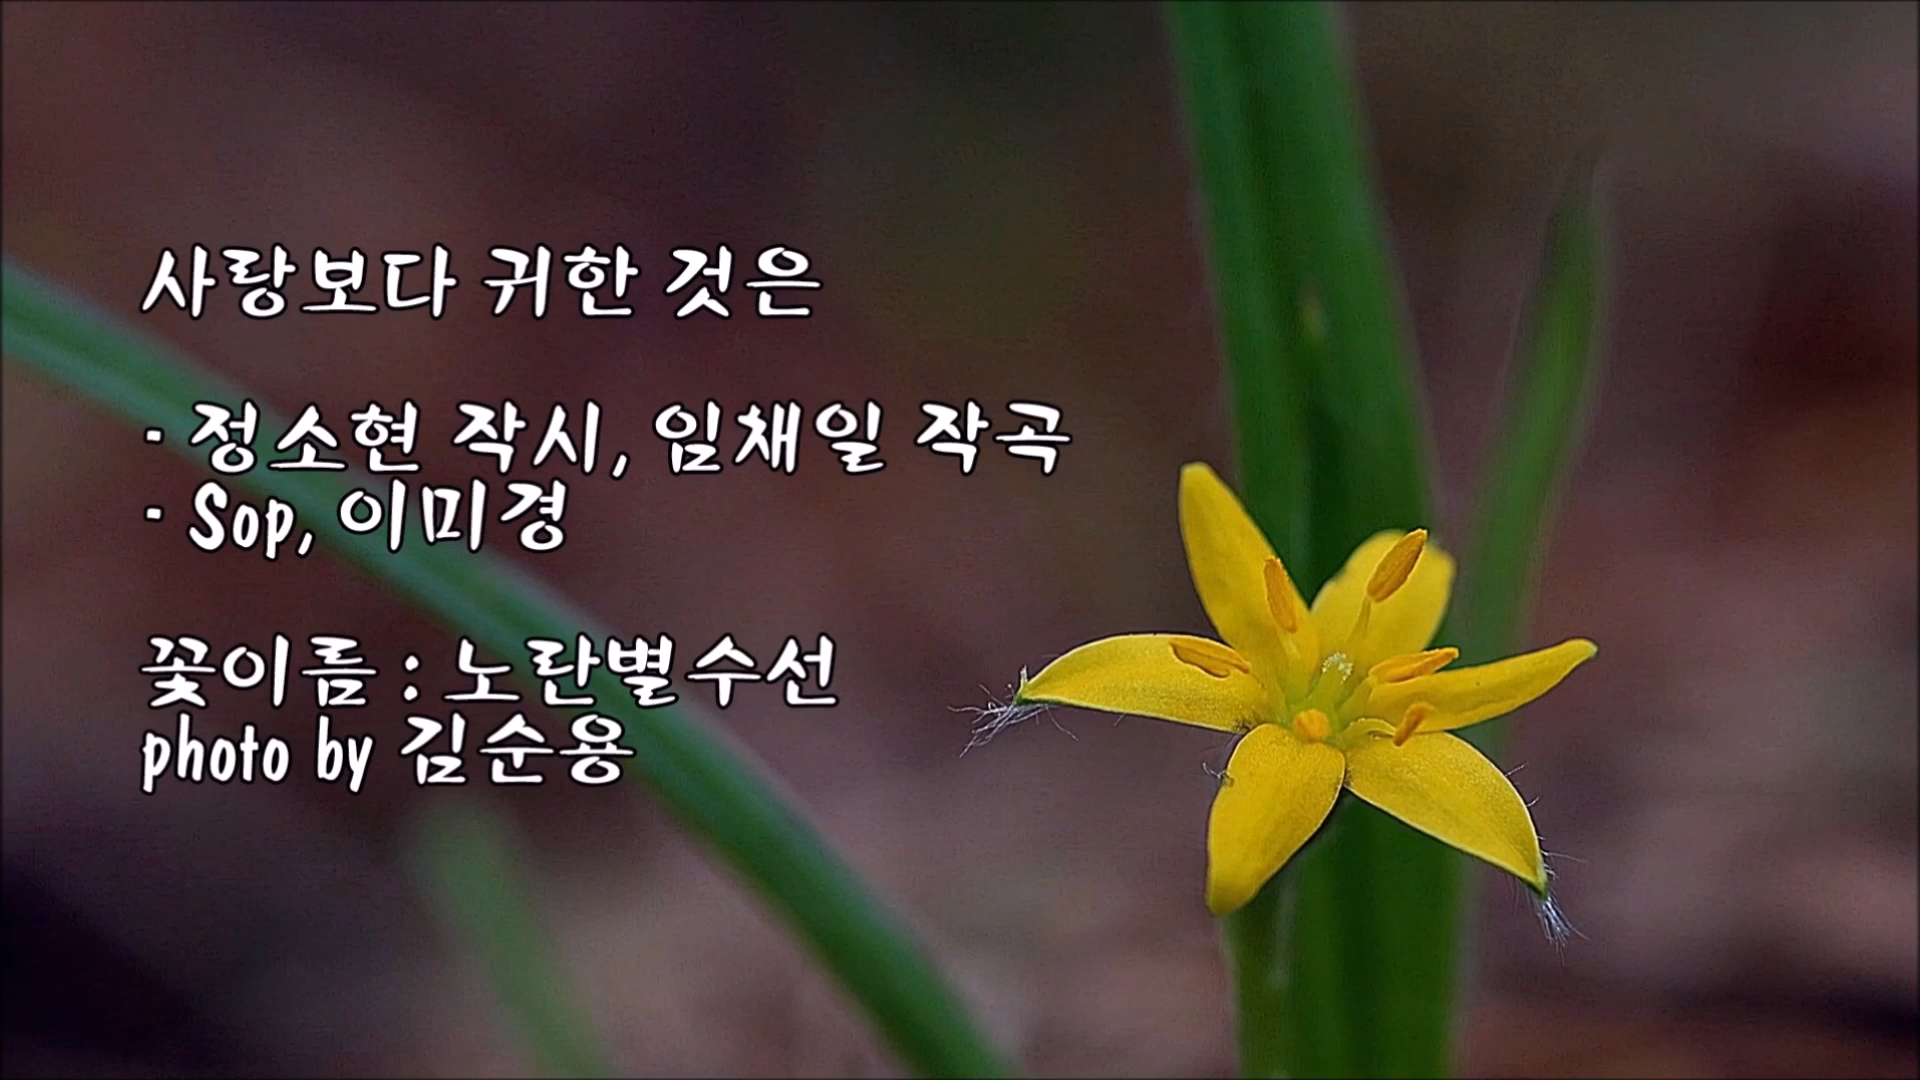 사랑보다 귀한 것은
- 정소현 작시, 임채일 작곡
- Sop, 이미경
꽃이름 : 노란별수선
photo by 김순용